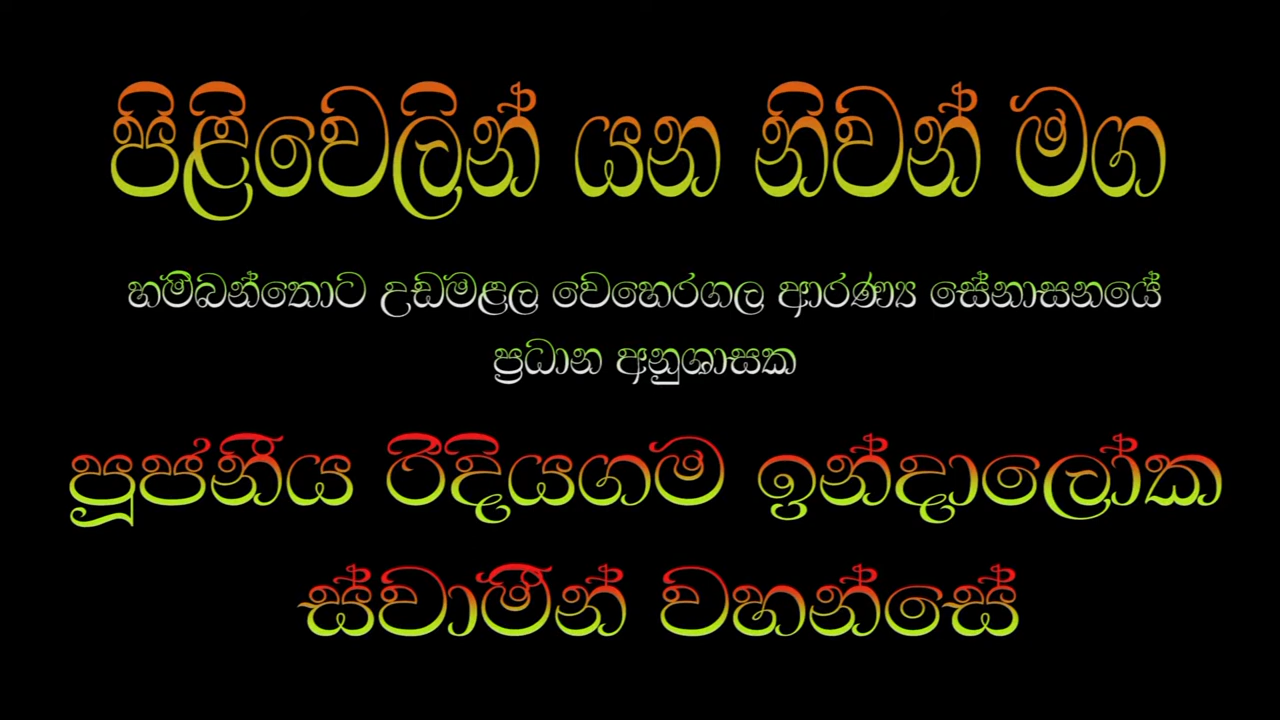 පිළිවෙලින් යන නිවන් මග
හම්බන්තොට උඩමළල වෙහෙරගල ආරණ්‍ය සේනාසනයේ
ප්‍රධාන අනුශාසක
පූජනීය රිදියගම ඉන්දාලෝක
ස්වාමීන් වහන්සේ